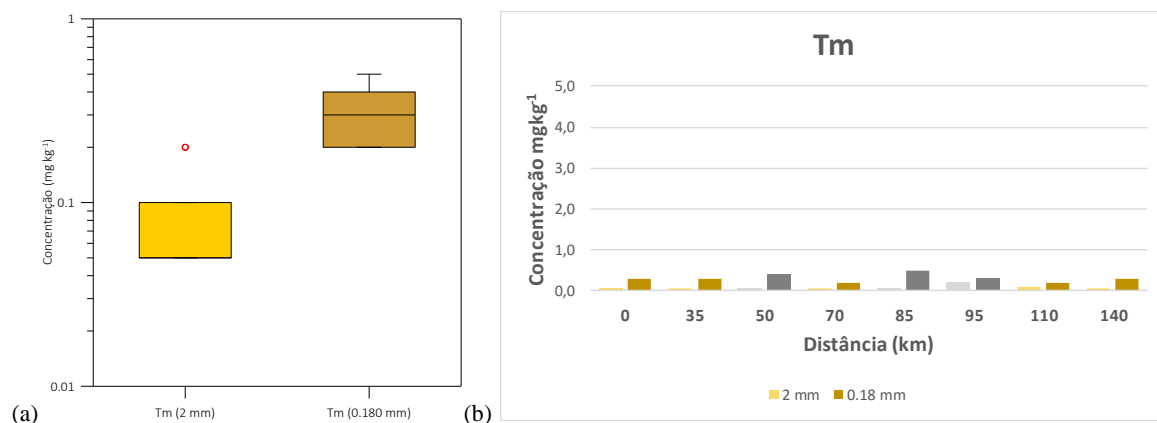 1
0.1
0.01
Concentração (mg kg⁻¹)
Tm (2 mm)
Tm (0.180 mm)
(a)
Tm
5,0
4,0
3,0
2,0
1,0
0,0
Concentração mgkg⁻¹
0 35 50 70 85 95 110 140
Distância (km)
2 mm 0.18 mm
(b)